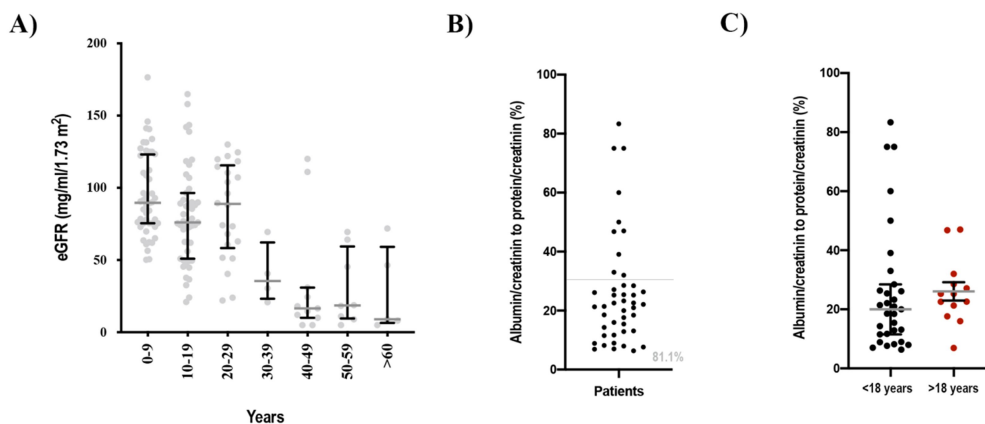 A)
B)
C)
200
150
100
50
0
eGFR (mg/ml/1.73 m²)
0-9
10-19
20-29
30-39
40-49
50-59
>60
Years
100
80
60
40
20
0
Albumin/creatinin to protein/creatinin (%)
81.1%
Patients
100
80
60
40
20
0
Albumin/creatinin to protein/creatinin (%)
<18 years
>18 years